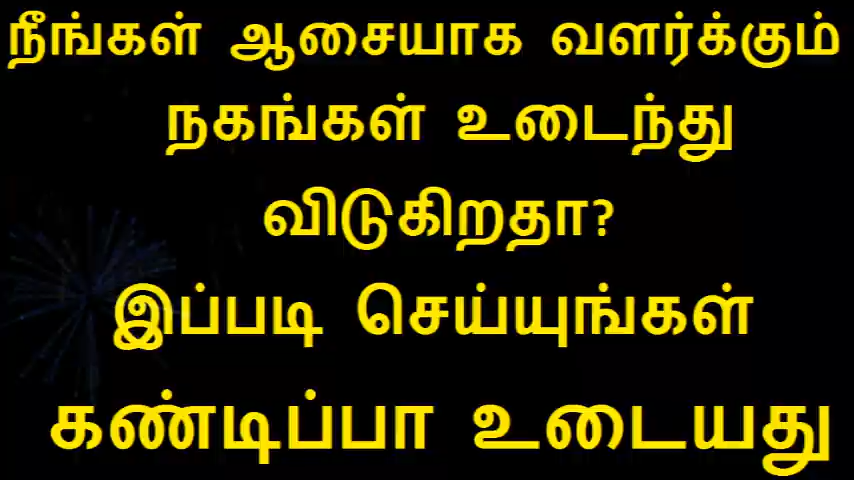 நீங்கள் ஆசையாக வளர்க்கும்
நகங்கள் உடைந்து
விடுகிறதா?
இப்படி செய்யுங்கள்
கண்டிப்பா உடையது